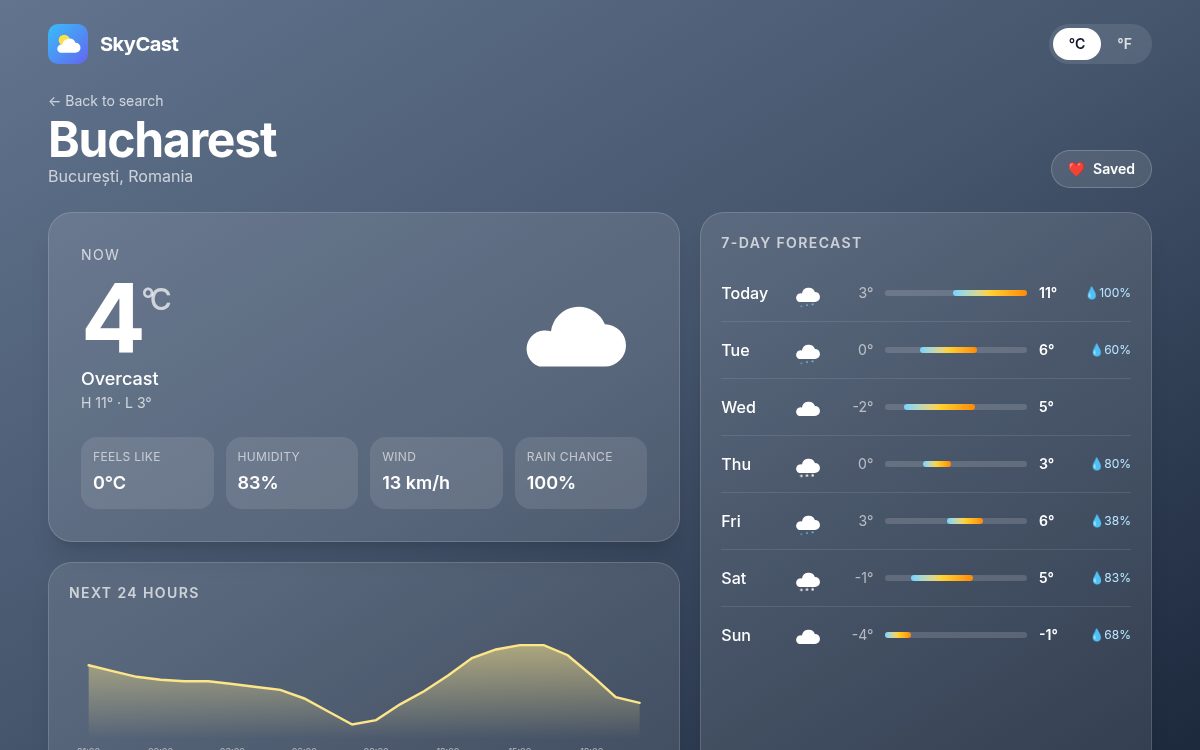 SkyCast
°C °F
← Back to search
Bucharest
București, Romania
Saved
NOW
4°C
Overcast
H 11° · L 3°
FEELS LIKE
0°C
HUMIDITY
83%
WIND
13 km/h
RAIN CHANCE
100%
NEXT 24 HOURS
7-DAY FORECAST
Today 3° 11° 100%
Tue 0° 6° 60%
Wed -2° 5°
Thu 0° 3° 80%
Fri 3° 6° 38%
Sat -1° 5° 83%
Sun -4° -1° 68%